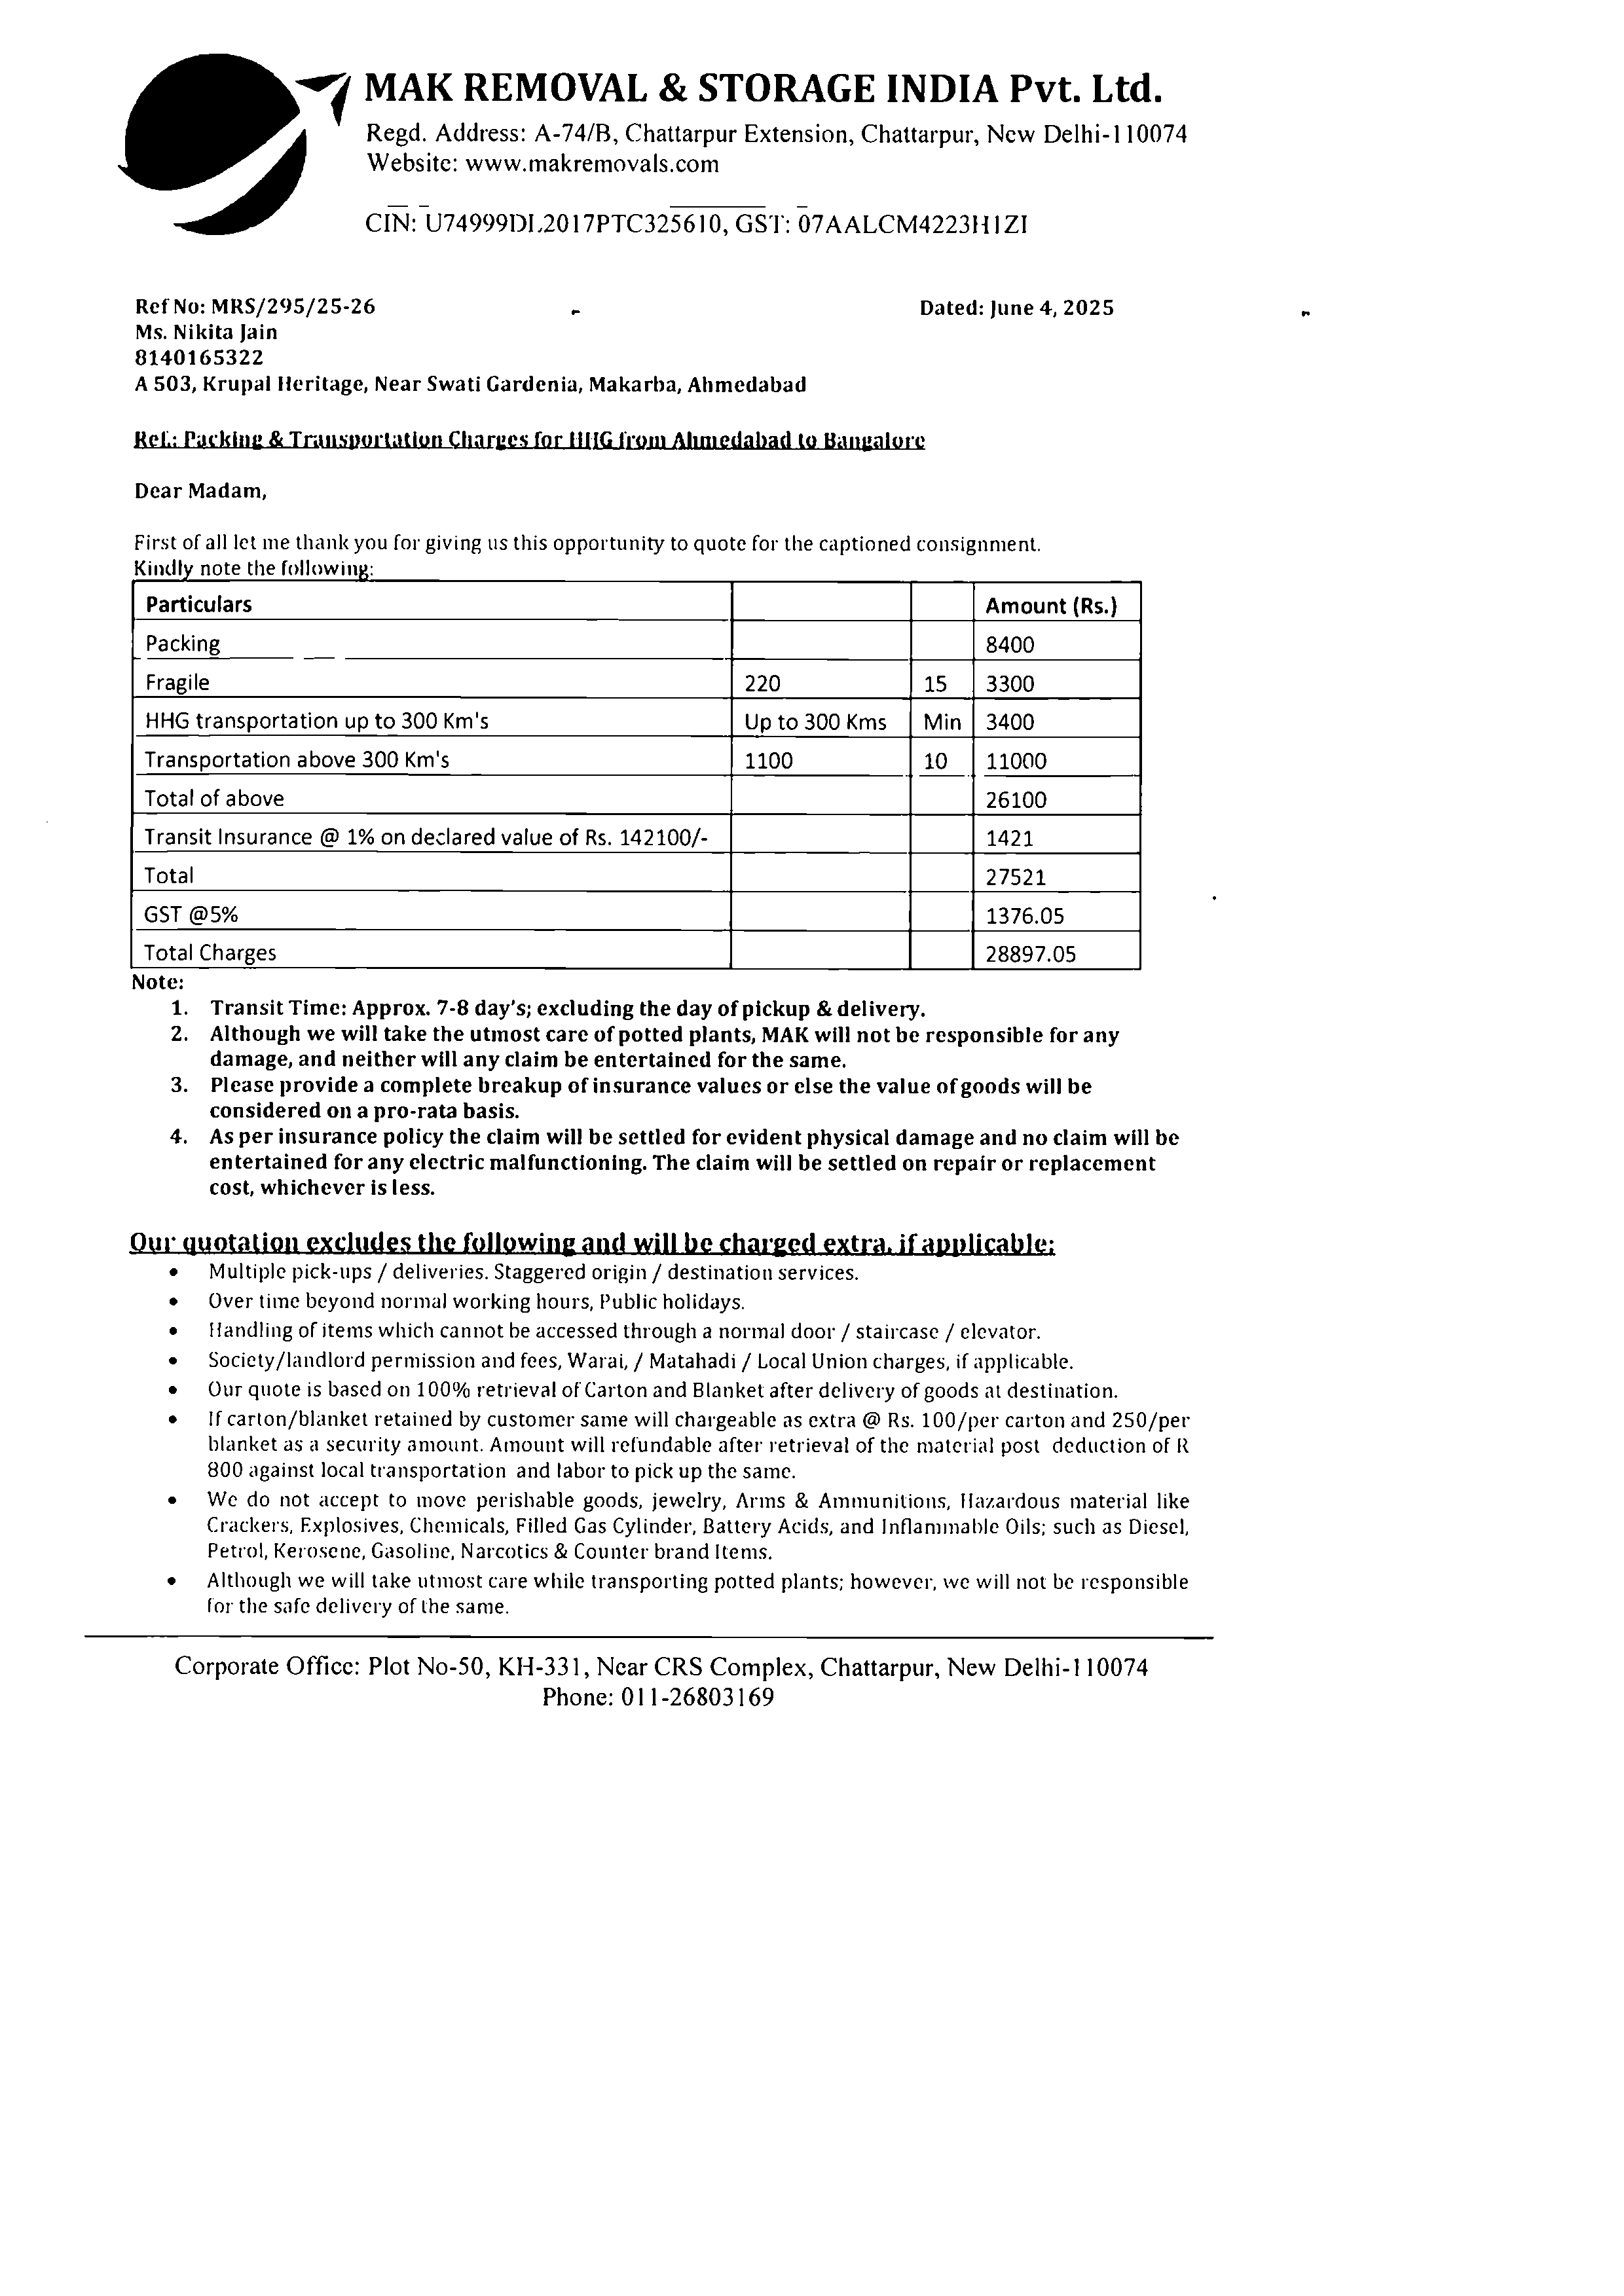 MAK REMOVAL & STORAGE INDIA Pvt. Ltd.
Regd. Address: A-74/B, Chattarpur Extension, Chattarpur, New Delhi-110074
Website: www.makremovals.com
CIN: U74999DL2017PTC325610, GST: 07AALCM4223H1ZI
Ref No: MRS/295/25-26 Dated: June 4, 2025
Ms. Nikita Jain
8140165322
A 503, Krupal Heritage, Near Swati Gardenia, Makarba, Ahmedabad
Ref.: Packing & Transportation Charges for HHG from Ahmedabad to Bangalore
Dear Madam,
First of all let me thank you for giving us this opportunity to quote for the captioned consignment.
Kindly note the following:
Particulars Amount (Rs.)
Packing 8400
Fragile 220 15 3300
HHG transportation up to 300 Km's Up to 300 Kms Min 3400
Transportation above 300 Km's 1100 10 11000
Total of above 26100
Transit Insurance @ 1% on declared value of Rs. 142100/- 1421
Total 27521
GST @5% 1376.05
Total Charges 28897.05
Note:
1. Transit Time: Approx. 7-8 day's; excluding the day of pickup & delivery.
2. Although we will take the utmost care of potted plants, MAK will not be responsible for any
damage, and neither will any claim be entertained for the same.
3. Please provide a complete breakup of insurance values or else the value of goods will be
considered on a pro-rata basis.
4. As per insurance policy the claim will be settled for evident physical damage and no claim will be
entertained for any electric malfunctioning. The claim will be settled on repair or replacement
cost, whichever is less.
Our quotation excludes the following and will be charged extra, if applicable:
• Multiple pick-ups / deliveries. Staggered origin / destination services.
• Over time beyond normal working hours, Public holidays.
• Handling of items which cannot be accessed through a normal door / staircase / elevator.
• Society/landlord permission and fees, Warai, / Matahadi / Local Union charges, if applicable.
• Our quote is based on 100% retrieval of Carton and Blanket after delivery of goods at destination.
• If carton/blanket retained by customer same will chargeable as extra @ Rs. 100/per carton and 250/per
blanket as a security amount. Amount will refundable after retrieval of the material post deduction of R
800 against local transportation and labor to pick up the same.
• We do not accept to move perishable goods, jewelry, Arms & Ammunitions, Hazardous material like
Crackers, Explosives, Chemicals, Filled Gas Cylinder, Battery Acids, and Inflammable Oils; such as Diesel,
Petrol, Kerosene, Gasoline, Narcotics & Counter brand Items.
• Although we will take utmost care while transporting potted plants; however, we will not be responsible
for the safe delivery of the same.
Corporate Office: Plot No-50, KH-331, Near CRS Complex, Chattarpur, New Delhi-110074
Phone: 011-26803169